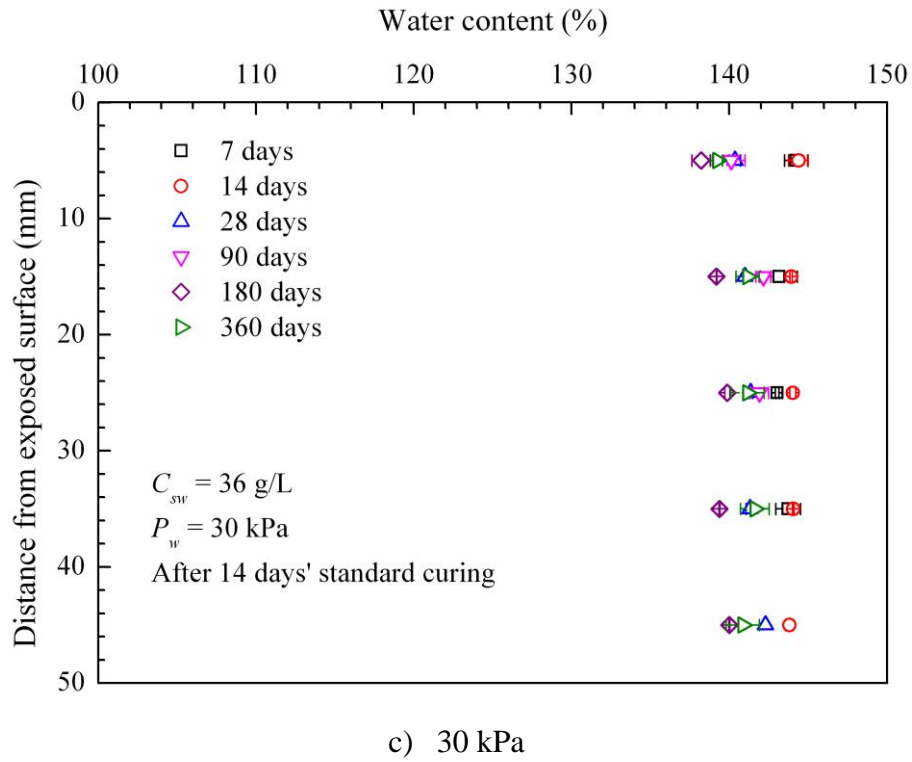 Water content (%)
100 110 120 130 140 150
0
10
20
30
40
50
Distance from exposed surface (mm)
7 days
14 days
28 days
90 days
180 days
360 days
C_sw = 36 g/L
P_w = 30 kPa
After 14 days' standard curing
c) 30 kPa